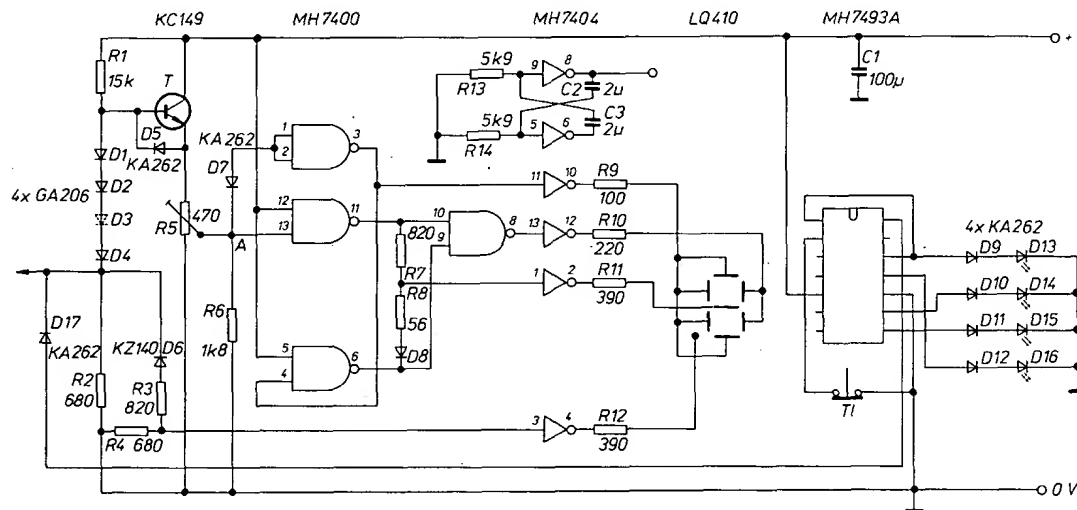 KC149 MH7400 MH7404 LQ410 MH7493A
+
R1
15k
T
D5
KA262
D1
D2
4x GA206
D3
D4
R5
470
A
D7
KA262
1
2
3
12
13
11
5
4
6
10
9
8
820
R7
R8
56
D8
R6
1k8
D17
KA262
KZ140
D6
R2
680
R3
820
R4 680
5k9
R13
5k9
R14
9
8
5
6
C2
2µ
C3
2µ
11
10
R9
100
13
12
R10
220
1
2
R11
390
3
4
R12
390
C1
100µ
4x KA262
D9
D13
D10
D14
D11
D15
D12
D16
Tl
0 V